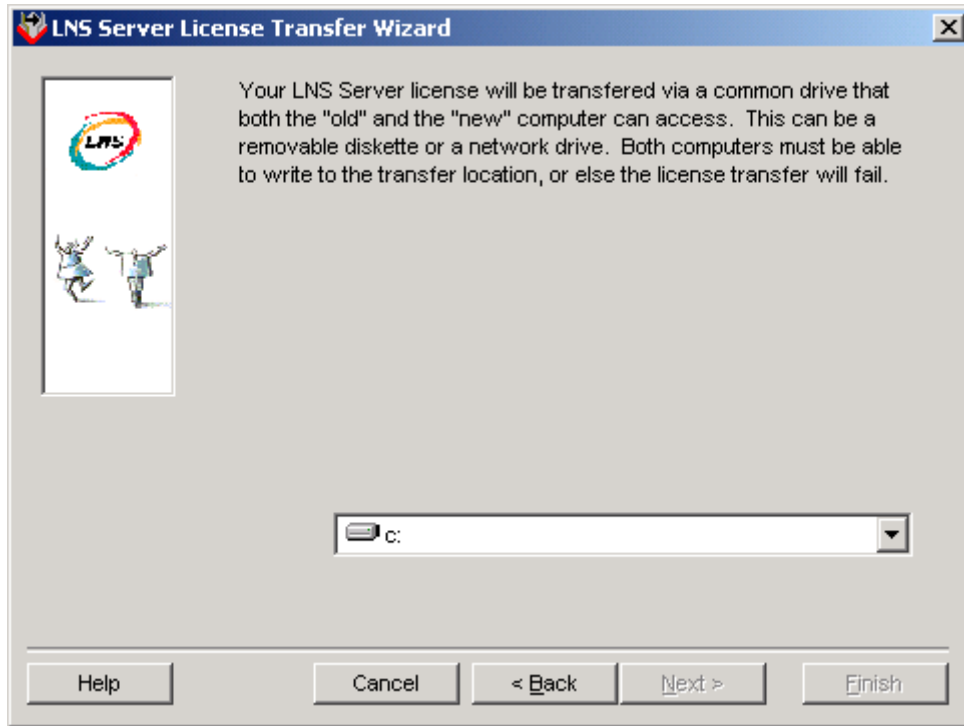 LNS Server License Transfer Wizard
LNS
Your LNS Server license will be transfered via a common drive that
both the "old" and the "new" computer can access. This can be a
removable diskette or a network drive. Both computers must be able
to write to the transfer location, or else the license transfer will fail.
c:
Help Cancel < Back Next > Finish